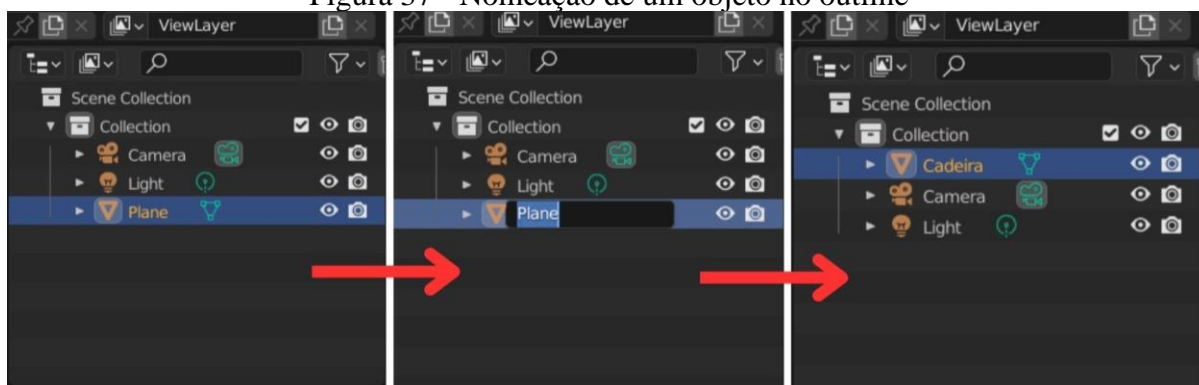 Figura 37 - Nomeação de um objeto no outline
ViewLayer
Scene Collection
Collection
Camera
Light
Plane
ViewLayer
Scene Collection
Collection
Camera
Light
Plane
ViewLayer
Scene Collection
Collection
Cadeira
Camera
Light